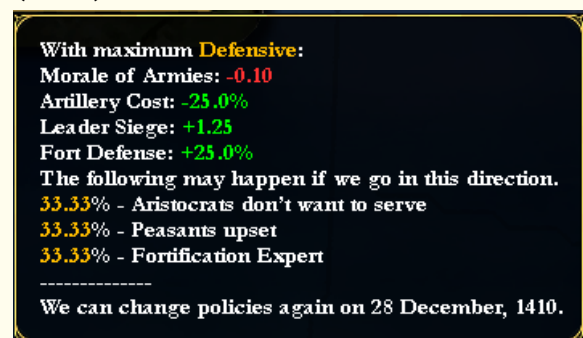 With maximum Defensive:
Morale of Armies: -0.10
Artillery Cost: -25.0%
Leader Siege: +1.25
Fort Defense: +25.0%
The following may happen if we go in this direction.
33.33% - Aristocrats don't want to serve
33.33% - Peasants upset
33.33% - Fortification Expert
--------------
We can change policies again on 28 December, 1410.